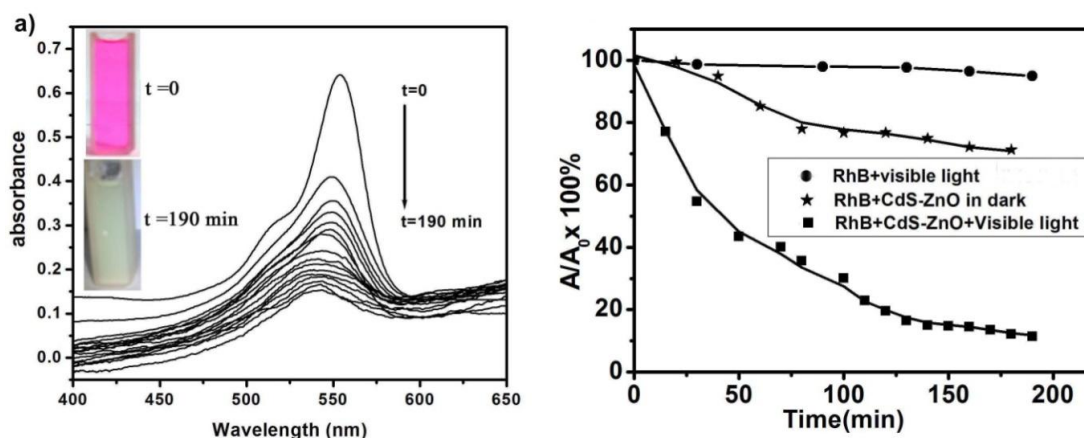 a)
absorbance
0.7
0.6
0.5
0.4
0.3
0.2
0.1
0.0
t =0
t =190 min
t=0
t=190 min
400 450 500 550 600 650
Wavelength (nm)
A/A₀x 100%
100
80
60
40
20
0
RhB+visible light
RhB+CdS-ZnO in dark
RhB+CdS-ZnO+Visible light
0 50 100 150 200
Time(min)